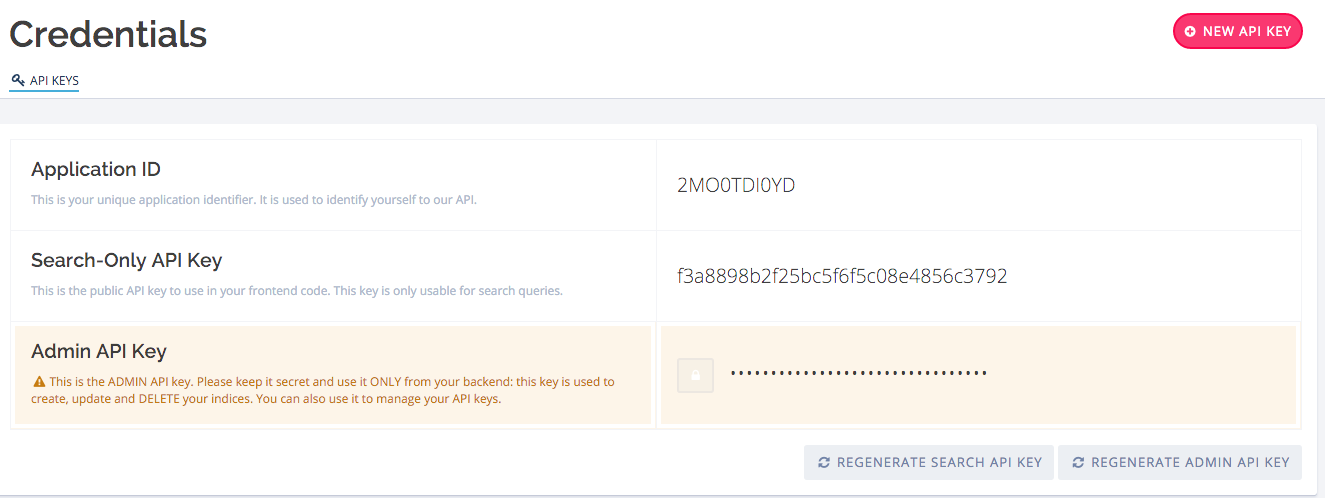 Credentials
NEW API KEY
API KEYS
Application ID
This is your unique application identifier. It is used to identify yourself to our API.
2MO0TDI0YD
Search-Only API Key
This is the public API key to use in your frontend code. This key is only usable for search queries.
f3a8898b2f25bc5f6f5c08e4856c3792
Admin API Key
This is the ADMIN API key. Please keep it secret and use it ONLY from your backend: this key is used to
create, update and DELETE your indices. You can also use it to manage your API keys.
••••••••••••••••••••••••••••••••
REGENERATE SEARCH API KEY
REGENERATE ADMIN API KEY